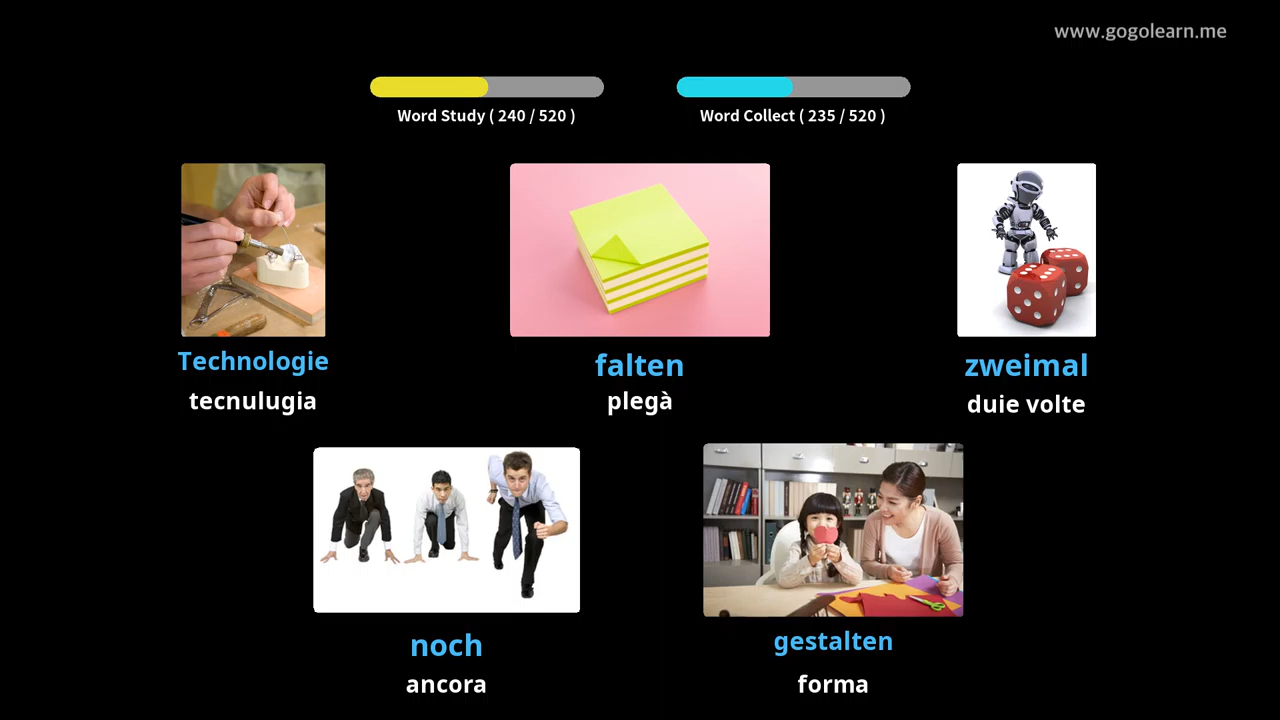 www.gogolearn.me
Word Study ( 240 / 520 )
Word Collect ( 235 / 520 )
Technologie
tecnulugia
falten
plegà
zweimal
duie volte
noch
ancora
gestalten
forma